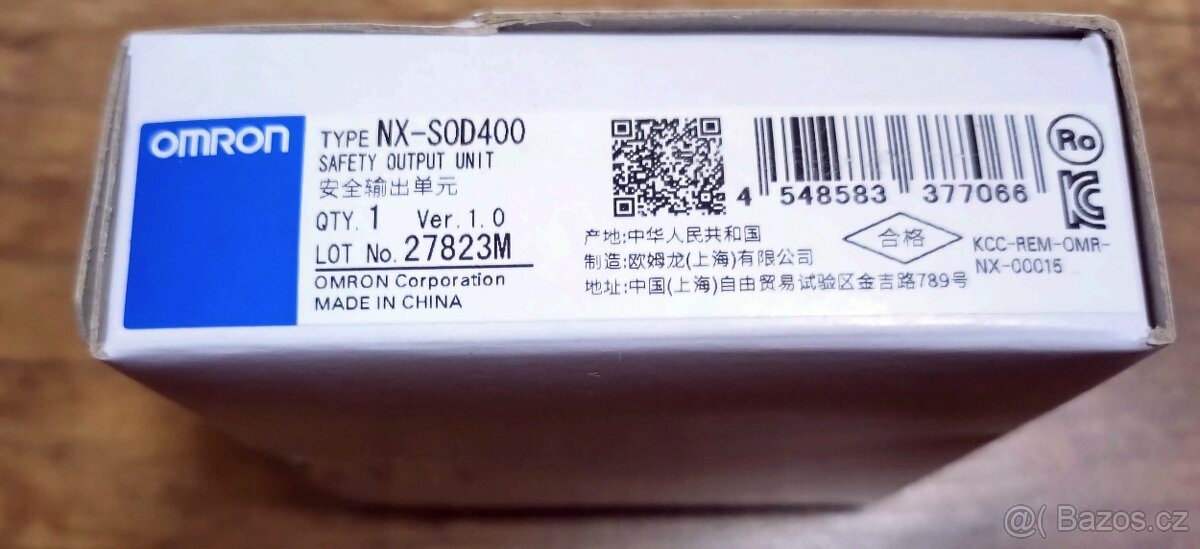 OMRON
TYPE NX-SOD400
SAFETY OUTPUT UNIT
安全输出单元
QTY. 1 Ver. 1.0
LOT No. 27823M
OMRON Corporation
MADE IN CHINA
4 548583 377066
产地:中华人民共和国
制造:欧姆龙(上海)有限公司
地址:中国(上海)自由贸易试验区金吉路789号
合格
Ro
KCC-REM-OMR-
NX-00015
@( Bazos.cz